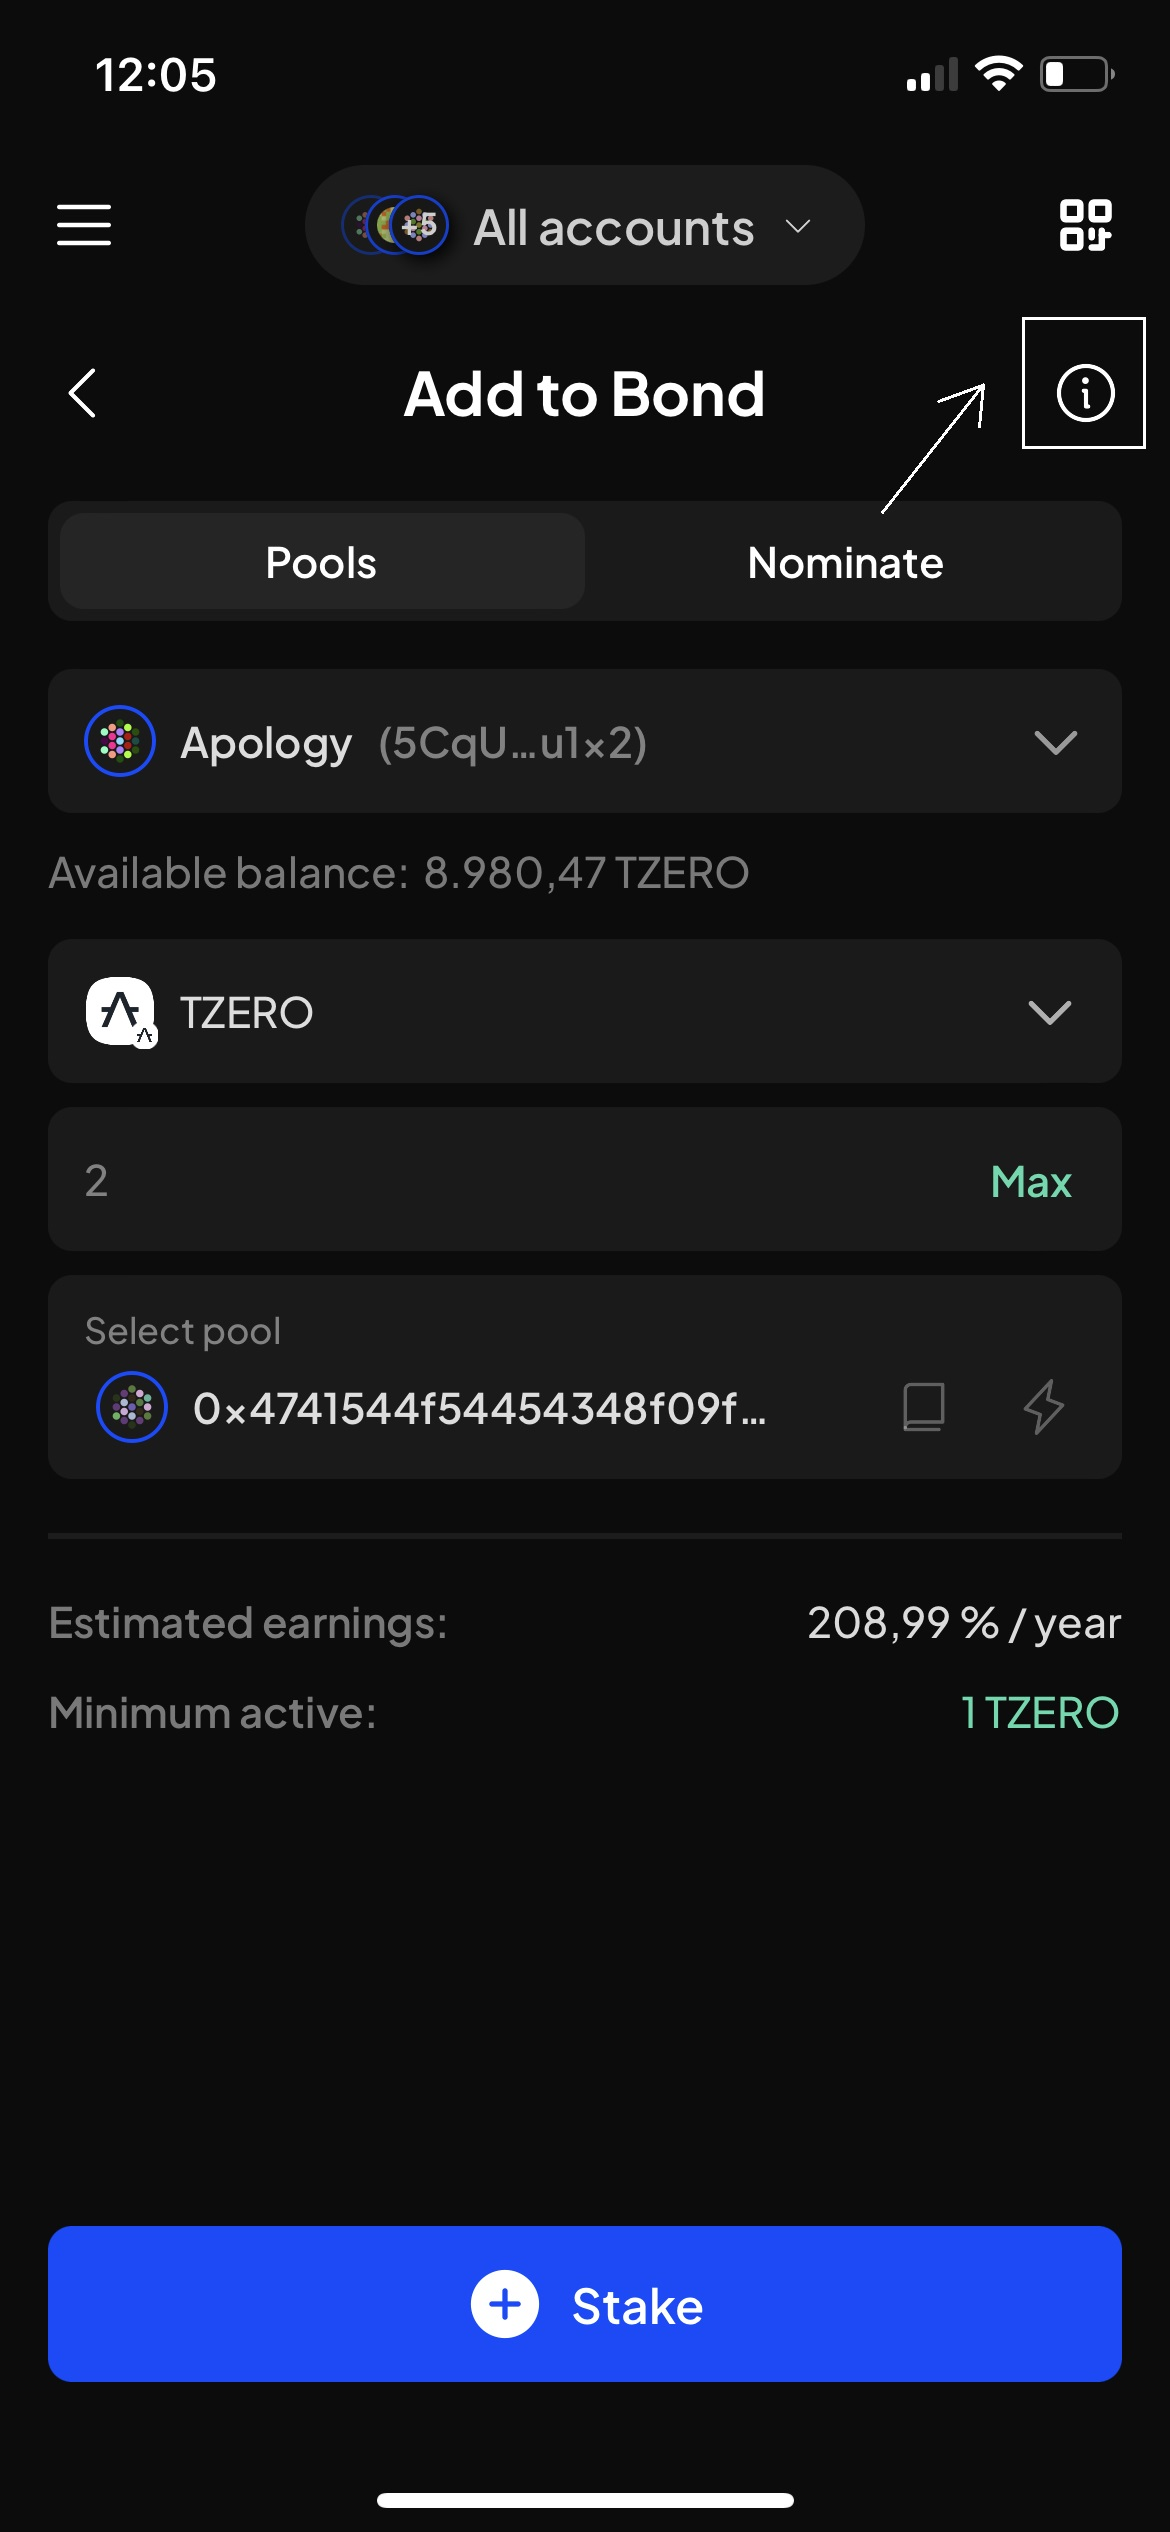 12:05
+5 All accounts
Add to Bond
Pools
Nominate
Apology (5CqU...u1x2)
Available balance: 8.980,47 TZERO
TZERO
2
Max
Select pool
0x4741544f54454348f09f...
Estimated earnings: 208,99 % / year
Minimum active: 1 TZERO
Stake